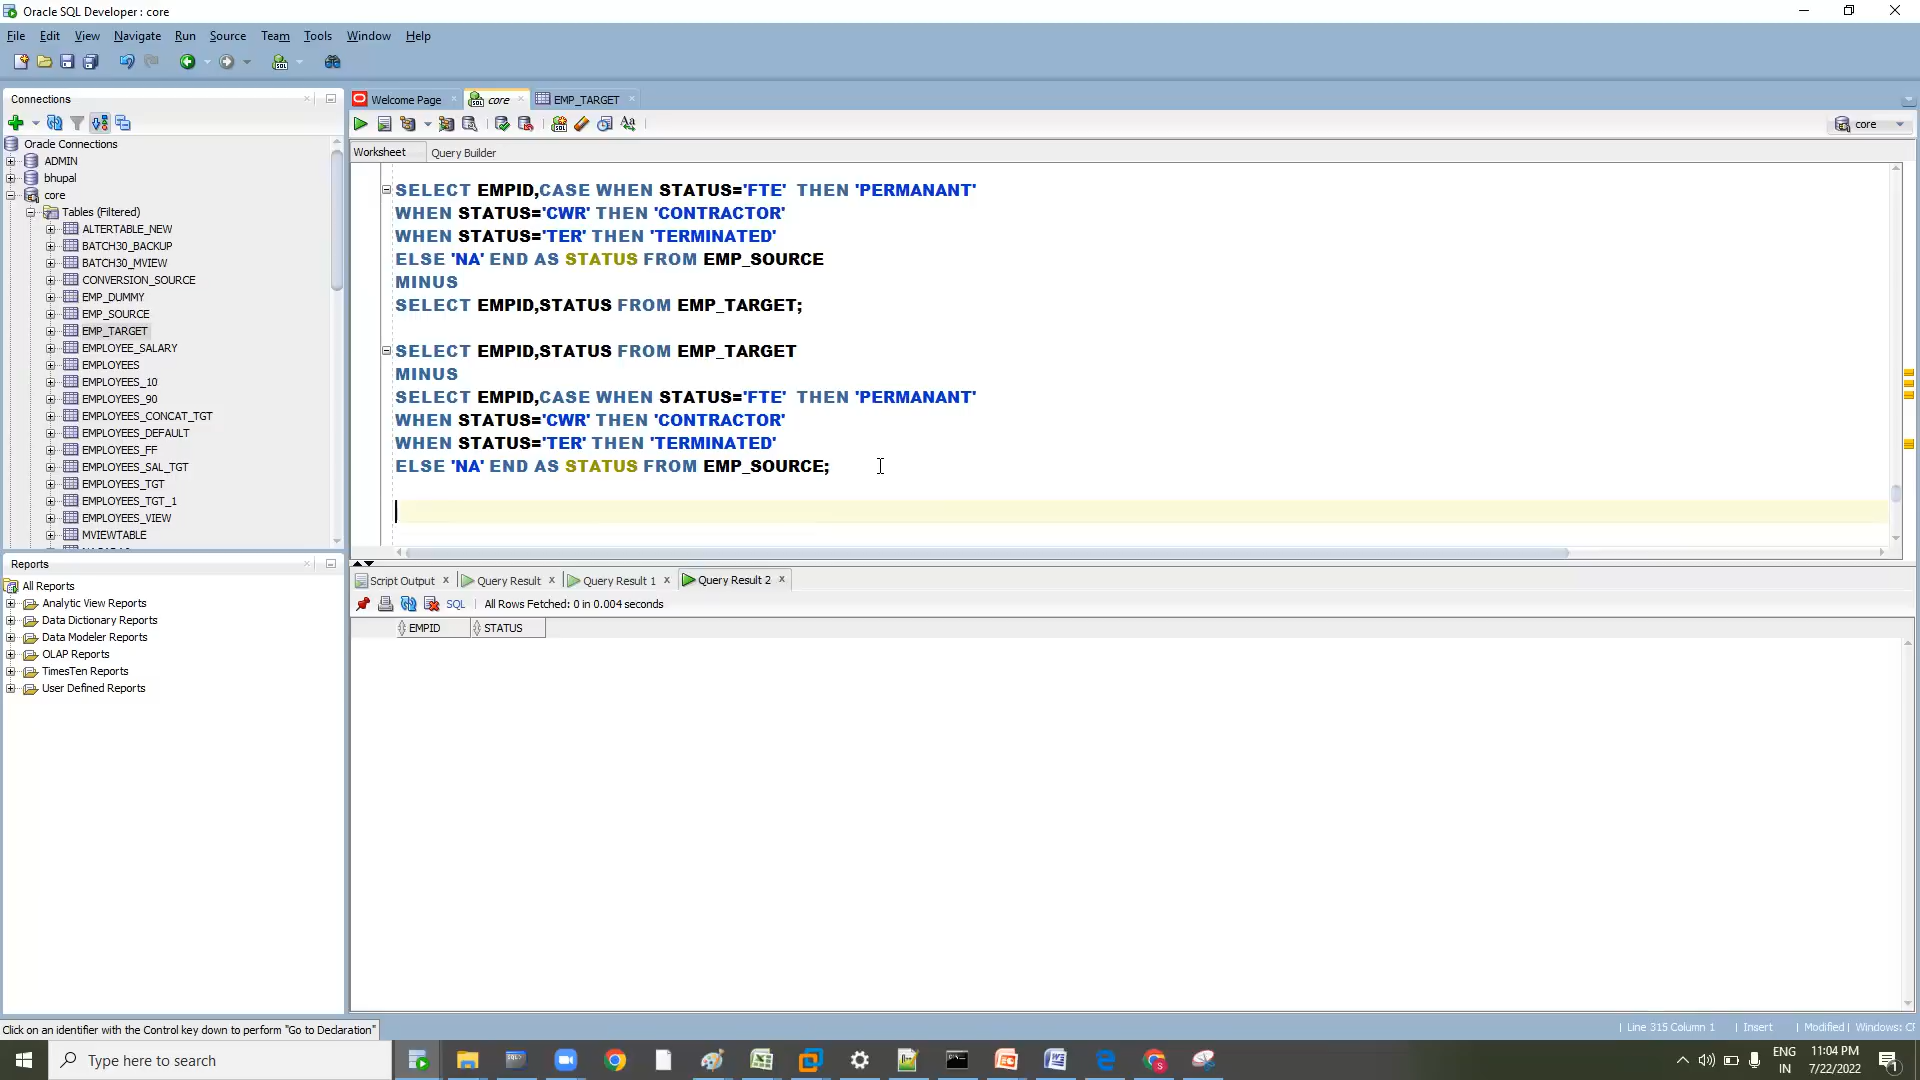 Oracle SQL Developer : core
File Edit View Navigate Run Source Team Tools Window Help
Connections
Oracle Connections
ADMIN
bhupal
core
Tables (Filtered)
ALTERTABLE_NEW
BATCH30_BACKUP
BATCH30_MVIEW
CONVERSION_SOURCE
EMP_DUMMY
EMP_SOURCE
EMP_TARGET
EMPLOYEE_SALARY
EMPLOYEES
EMPLOYEES_10
EMPLOYEES_90
EMPLOYEES_CONCAT_TGT
EMPLOYEES_DEFAULT
EMPLOYEES_FF
EMPLOYEES_SAL_TGT
EMPLOYEES_TGT
EMPLOYEES_TGT_1
EMPLOYEES_VIEW
MVIEWTABLE
Reports
All Reports
Analytic View Reports
Data Dictionary Reports
Data Modeler Reports
OLAP Reports
TimesTen Reports
User Defined Reports
Welcome Page core EMP_TARGET
core
Worksheet Query Builder
SELECT EMPID,CASE WHEN STATUS='FTE'  THEN 'PERMANANT'
WHEN STATUS='CWR' THEN 'CONTRACTOR'
WHEN STATUS='TER' THEN 'TERMINATED'
ELSE 'NA' END AS STATUS FROM EMP_SOURCE
MINUS
SELECT EMPID,STATUS FROM EMP_TARGET;
SELECT EMPID,STATUS FROM EMP_TARGET
MINUS
SELECT EMPID,CASE WHEN STATUS='FTE'  THEN 'PERMANANT'
WHEN STATUS='CWR' THEN 'CONTRACTOR'
WHEN STATUS='TER' THEN 'TERMINATED'
ELSE 'NA' END AS STATUS FROM EMP_SOURCE;
Script Output Query Result Query Result 1 Query Result 2
SQL All Rows Fetched: 0 in 0.004 seconds
EMPID STATUS
Click on an identifier with the Control key down to perform "Go to Declaration"
Line 315 Column 1 Insert Modified Windows: CF
Type here to search
ENG
IN
11:04 PM
7/22/2022
1